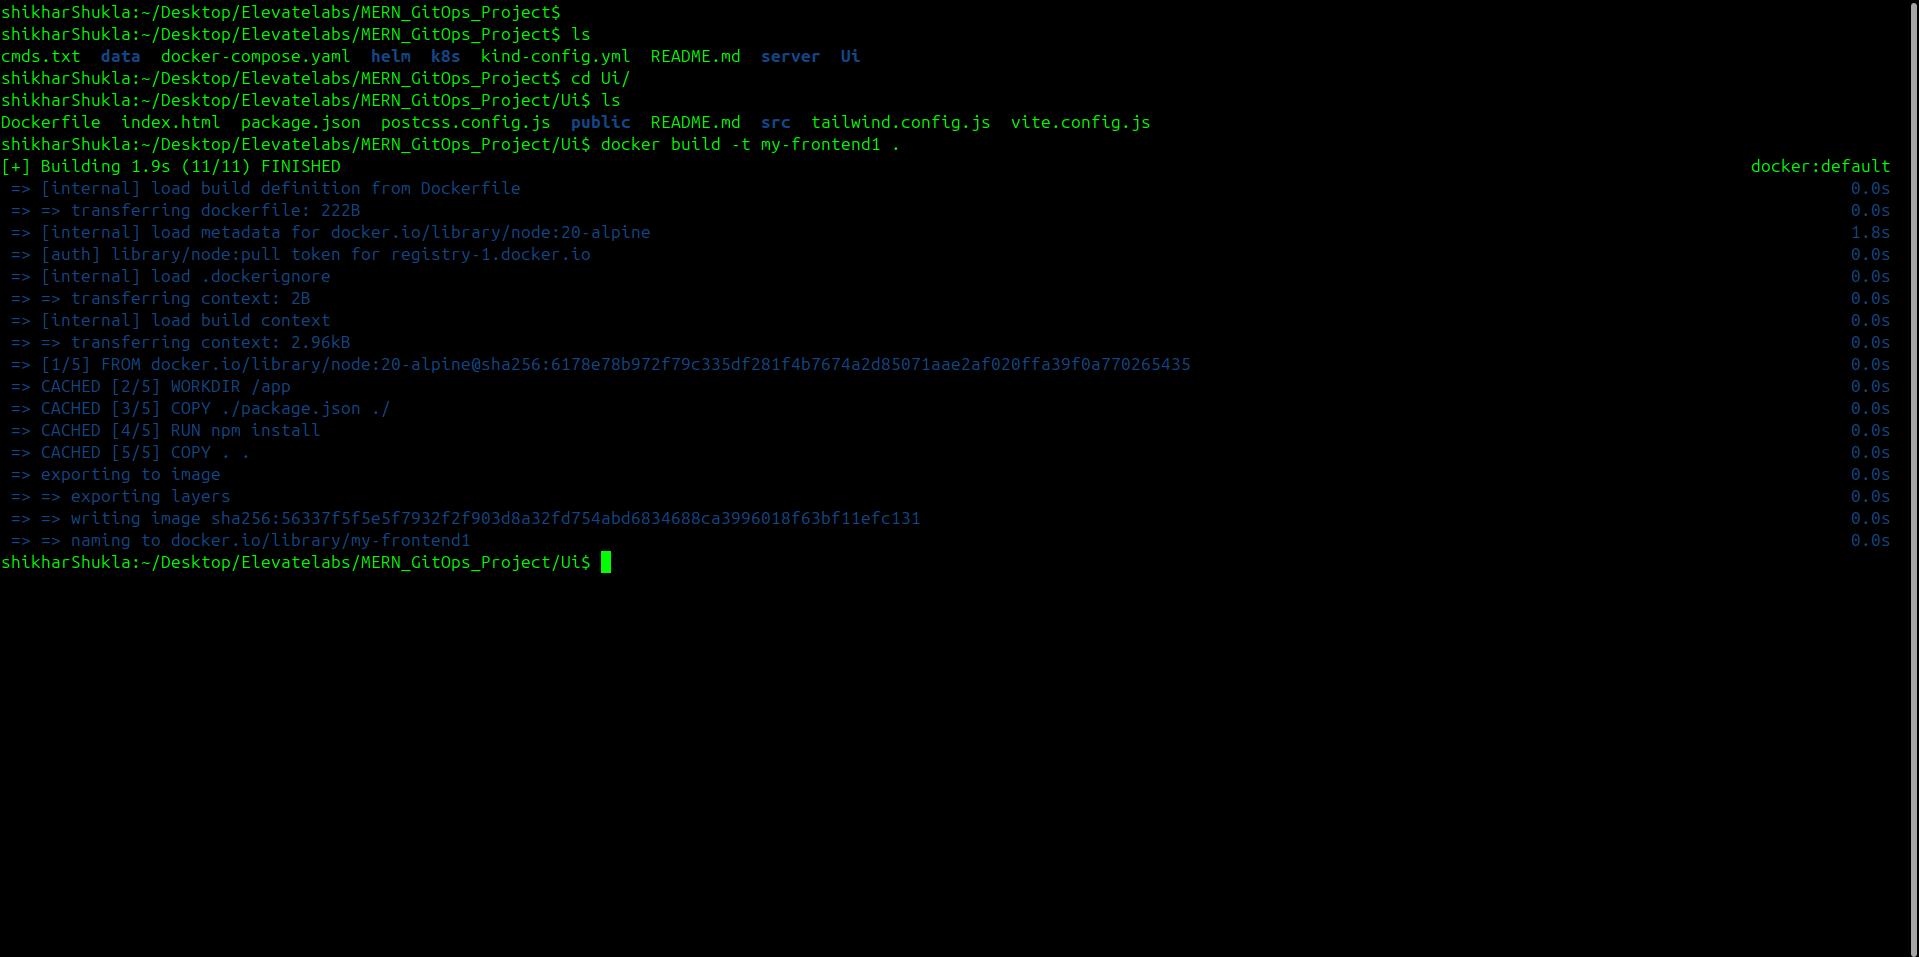 shikharShukla:~/Desktop/Elevatelabs/MERN_GitOps_Project$
shikharShukla:~/Desktop/Elevatelabs/MERN_GitOps_Project$ ls
cmds.txt  data  docker-compose.yaml  helm  k8s  kind-config.yml  README.md  server  Ui
shikharShukla:~/Desktop/Elevatelabs/MERN_GitOps_Project$ cd Ui/
shikharShukla:~/Desktop/Elevatelabs/MERN_GitOps_Project/Ui$ ls
Dockerfile  index.html  package.json  postcss.config.js  public  README.md  src  tailwind.config.js  vite.config.js
shikharShukla:~/Desktop/Elevatelabs/MERN_GitOps_Project/Ui$ docker build -t my-frontend1 .
[+] Building 1.9s (11/11) FINISHED docker:default
=> [internal] load build definition from Dockerfile 0.0s
=> => transferring dockerfile: 222B 0.0s
=> [internal] load metadata for docker.io/library/node:20-alpine 1.8s
=> [auth] library/node:pull token for registry-1.docker.io 0.0s
=> [internal] load .dockerignore 0.0s
=> => transferring context: 2B 0.0s
=> [internal] load build context 0.0s
=> => transferring context: 2.96kB 0.0s
=> [1/5] FROM docker.io/library/node:20-alpine@sha256:6178e78b972f79c335df281f4b7674a2d85071aae2af020ffa39f0a770265435 0.0s
=> CACHED [2/5] WORKDIR /app 0.0s
=> CACHED [3/5] COPY ./package.json ./ 0.0s
=> CACHED [4/5] RUN npm install 0.0s
=> CACHED [5/5] COPY . . 0.0s
=> exporting to image 0.0s
=> => exporting layers 0.0s
=> => writing image sha256:56337f5f5e5f7932f2f903d8a32fd754abd6834688ca3996018f63bf11efc131 0.0s
=> => naming to docker.io/library/my-frontend1 0.0s
shikharShukla:~/Desktop/Elevatelabs/MERN_GitOps_Project/Ui$